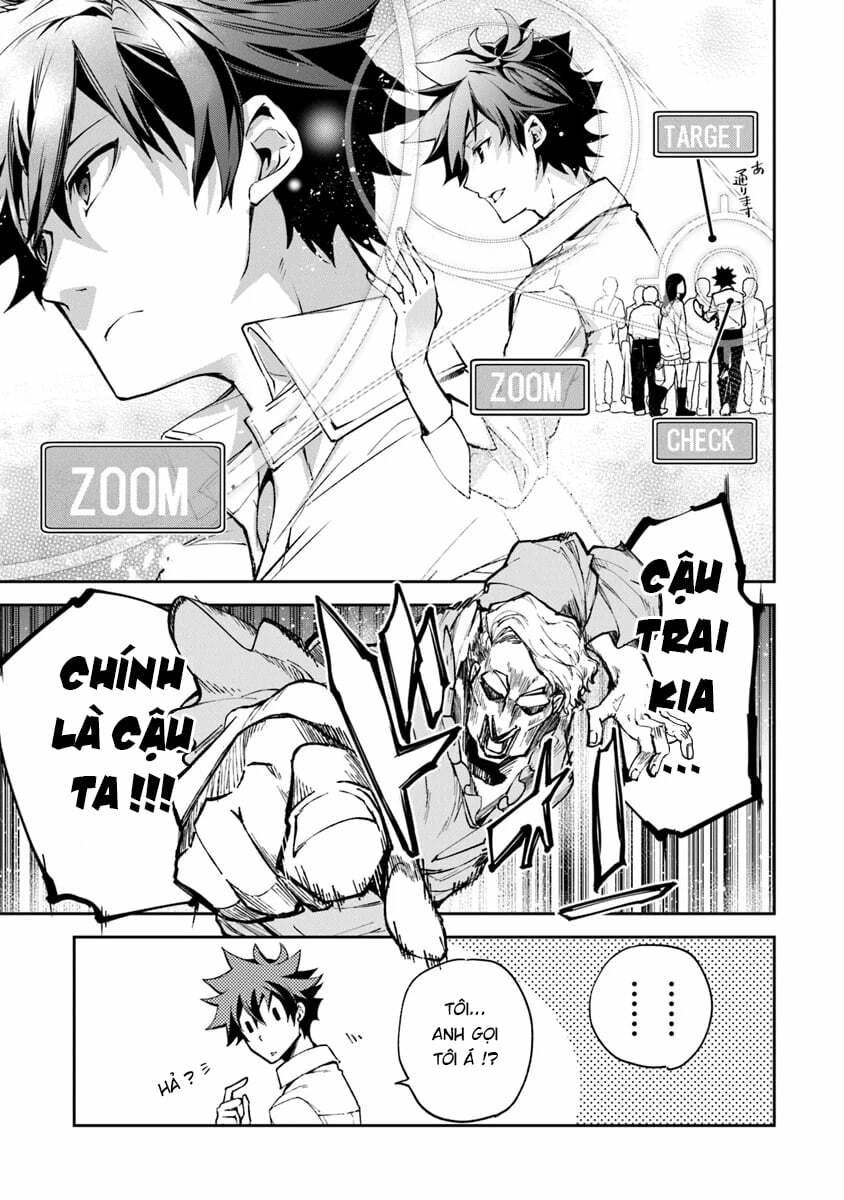 TARGET
あ
通ります
ZOOM
CHECK
ZOOM
CẬU
TRAI
KIA
...
CHÍNH
LÀ CẬU
TA !!!
......
......
TÔI...
ANH GỌI
TÔI Á !?
HẢ ?